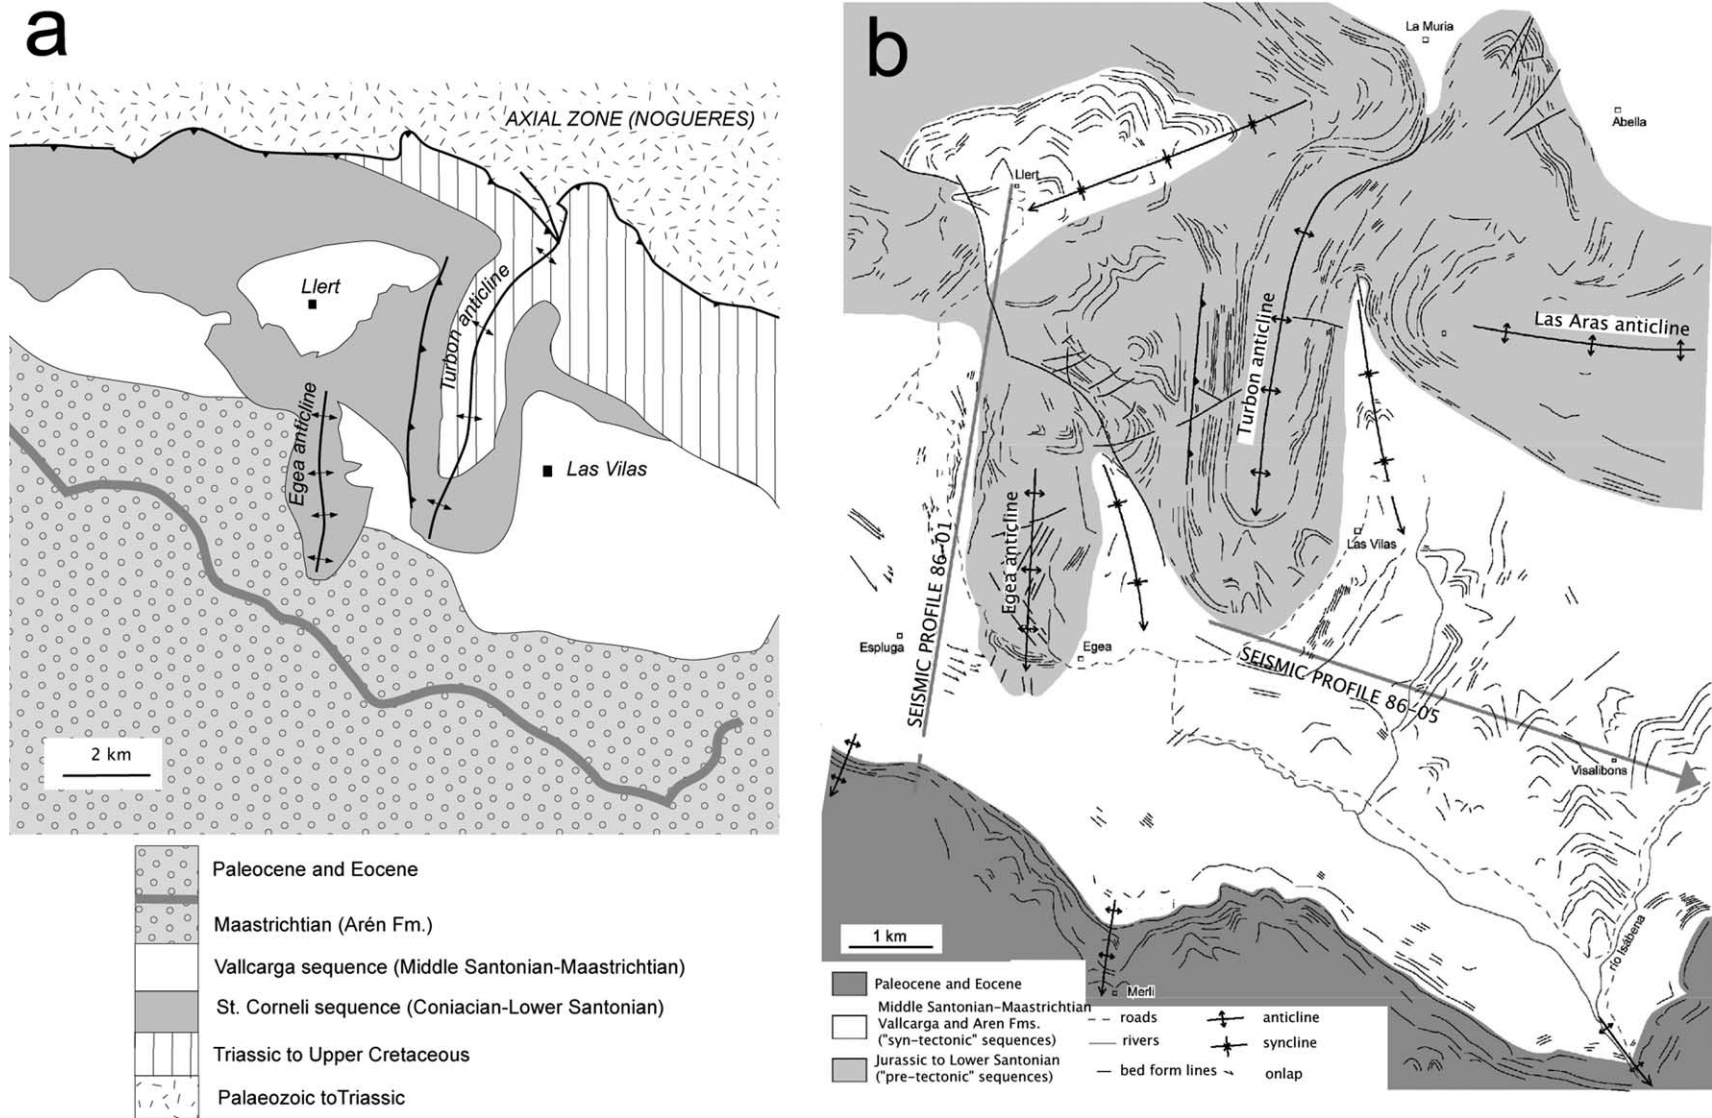 a
AXIAL ZONE (NOGUERES)
Llert
Turbon anticline
Egea anticline
Las Vilas
2 km
Paleocene and Eocene
Maastrichtian (Arén Fm.)
Vallcarga sequence (Middle Santonian-Maastrichtian)
St. Corneli sequence (Coniacian-Lower Santonian)
Triassic to Upper Cretaceous
Palaeozoic toTriassic
b
La Muria
Abella
Llert
Las Aras anticline
Turbon anticline
Egea anticline
SEISMIC PROFILE 86-01
Las Vilas
Espluga
Egea
SEISMIC PROFILE 86-05
Visalibons
río Isábena
1 km
Merli
Paleocene and Eocene
Middle Santonian-Maastrichtian
Vallcarga and Aren Fms.
("syn-tectonic" sequences)
Jurassic to Lower Santonian
("pre-tectonic" sequences)
roads
rivers
bed form lines
anticline
syncline
onlap